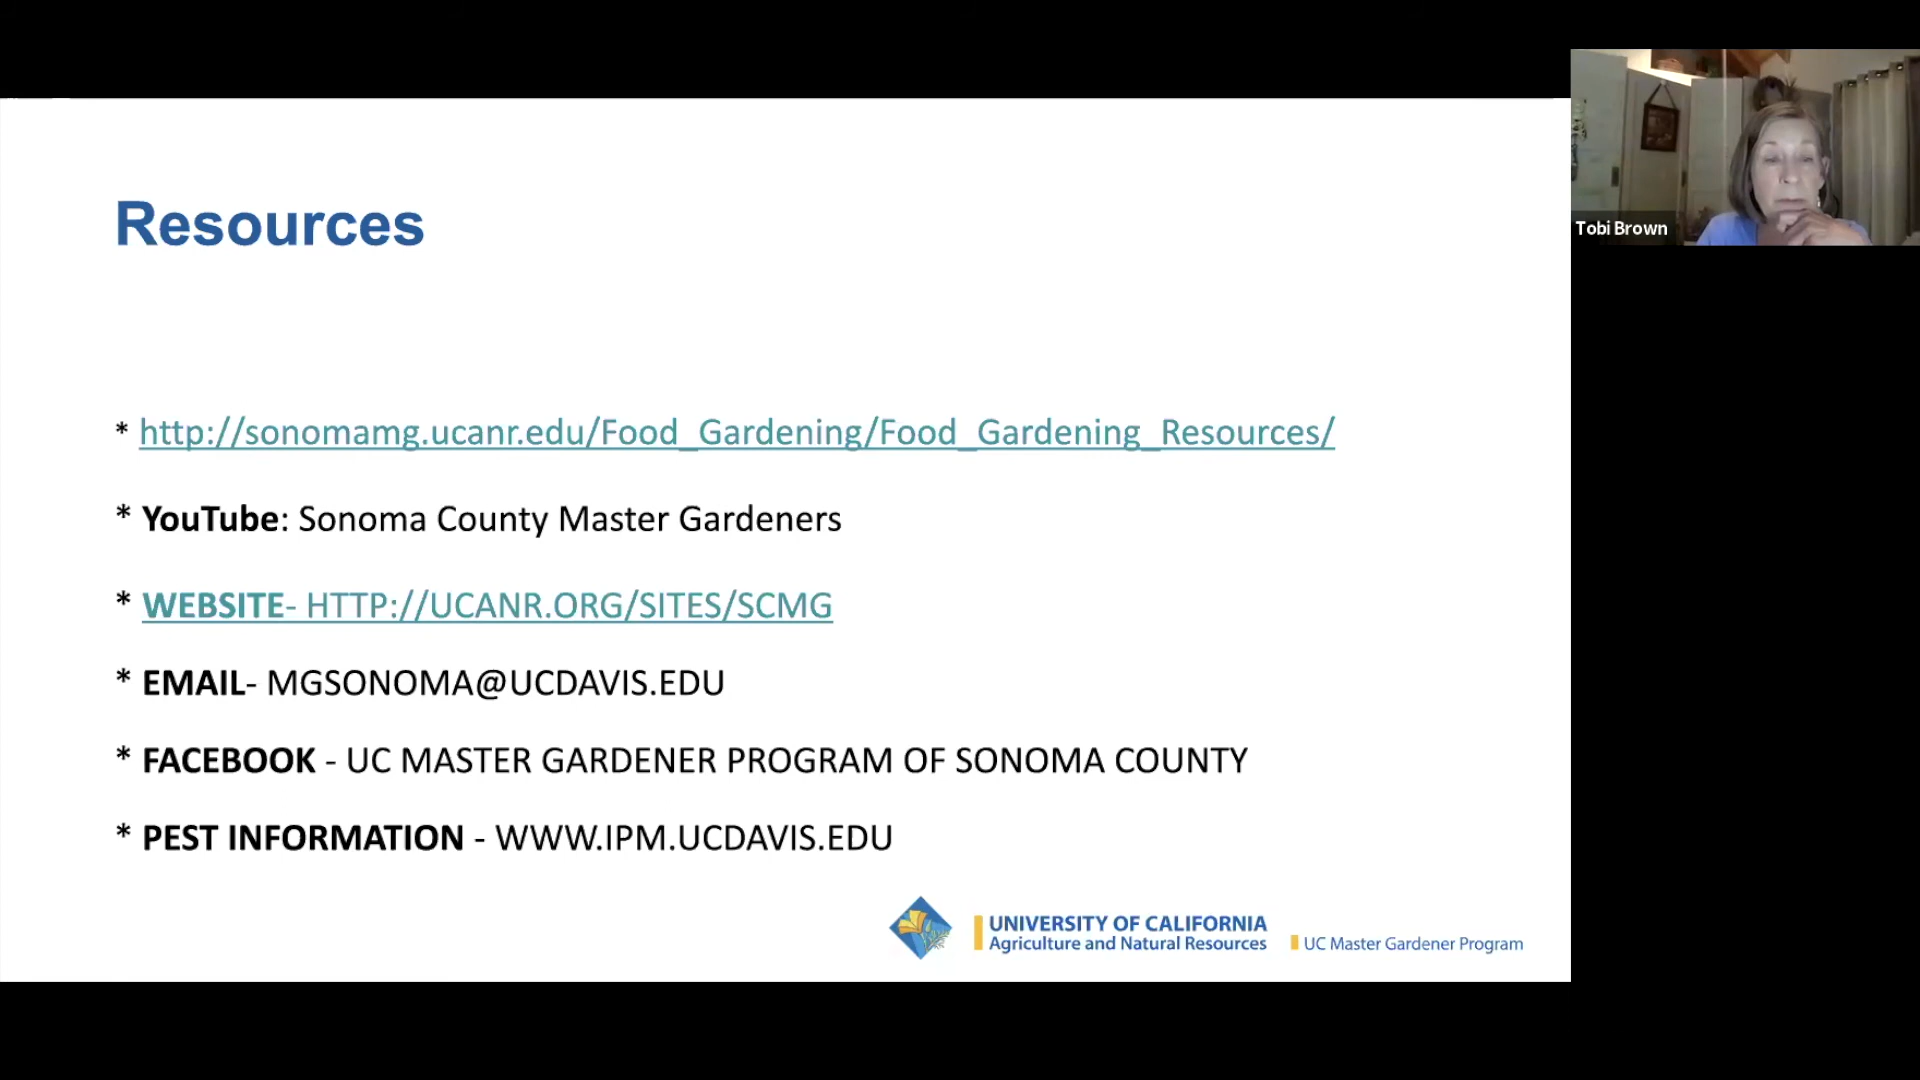 Resources
* http://sonomamg.ucanr.edu/Food_Gardening/Food_Gardening_Resources/
* YouTube: Sonoma County Master Gardeners
* WEBSITE- HTTP://UCANR.ORG/SITES/SCMG
* EMAIL- MGSONOMA@UCDAVIS.EDU
* FACEBOOK - UC MASTER GARDENER PROGRAM OF SONOMA COUNTY
* PEST INFORMATION - WWW.IPM.UCDAVIS.EDU
UNIVERSITY OF CALIFORNIA
Agriculture and Natural Resources
UC Master Gardener Program
Tobi Brown